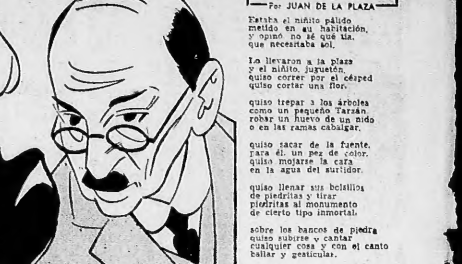 Por JUAN DE LA PLAZA
Estaba el niñito pálido
metido en su habitación,
y opinó no sé qué tía,
que necesitaba sol.
Lo llevaron a la plaza
y el niñito, juguetón,
quiso correr por el césped
quiso cortar una flor.
quiso trepar a los árboles
como un pequeño Tarzán,
robar un huevo de un nido
o en las ramas cabalgar.
quiso sacar de la fuente,
para él, un pez de color.
quiso mojarse la cara
en la agua del surtidor.
quiso llenar sus bolsillos
de piedritas y tirar
piedritas al monumento
de cierto tipo inmortal.
sobre los bancos de piedra
quiso subirse y cantar
cualquier cosa y con el canto
bailar y gesticular.